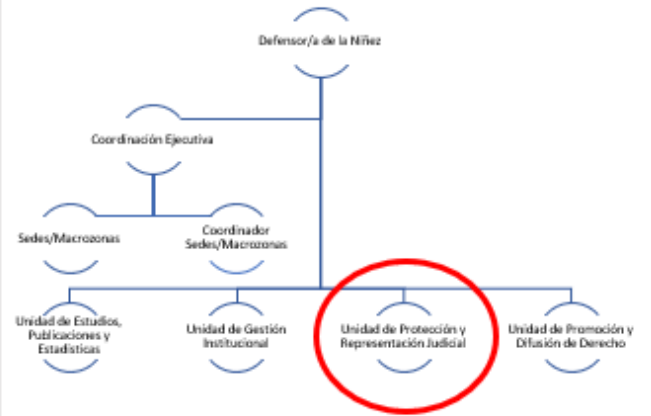 Defensor/a de la Niñez
Coordinación Ejecutiva
Sedes/Macrozonas
Coordinador
Sedes/Macrozonas
Unidad de Estudios,
Publicaciones y
Estadísticas
Unidad de Gestión
Institucional
Unidad de Protección y
Representación Judicial
Unidad de Promoción y
Difusión de Derecho